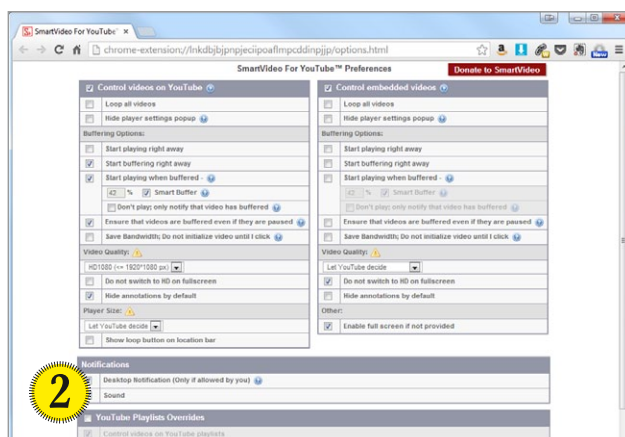 SmartVideo For YouTube™
chrome-extension://lnkdbjbjpnpjeciipoaflmpcddinpjjp/options.html
New
SmartVideo For YouTube™ Preferences
Donate to SmartVideo
Control videos on YouTube
Loop all videos
Hide player settings popup
Buffering Options:
Start playing right away
Start buffering right away
Start playing when buffered -
42 % Smart Buffer
Don't play; only notify that video has buffered
Ensure that videos are buffered even if they are paused
Save Bandwidth; Do not initialize video until I click
Video Quality:
HD1080 (<= 1920*1080 px)
Do not switch to HD on fullscreen
Hide annotations by default
Player Size:
Let YouTube decide
Show loop button on location bar
Control embedded videos
Loop all videos
Hide player settings popup
Buffering Options:
Start playing right away
Start buffering right away
Start playing when buffered -
42 % Smart Buffer
Don't play; only notify that video has buffered
Ensure that videos are buffered even if they are paused
Save Bandwidth; Do not initialize video until I click
Video Quality:
Let YouTube decide
Do not switch to HD on fullscreen
Hide annotations by default
Other:
Enable full screen if not provided
Notifications
Desktop Notification (Only if allowed by you)
Sound
YouTube Playlists Overrides
Control videos on YouTube playlists
2